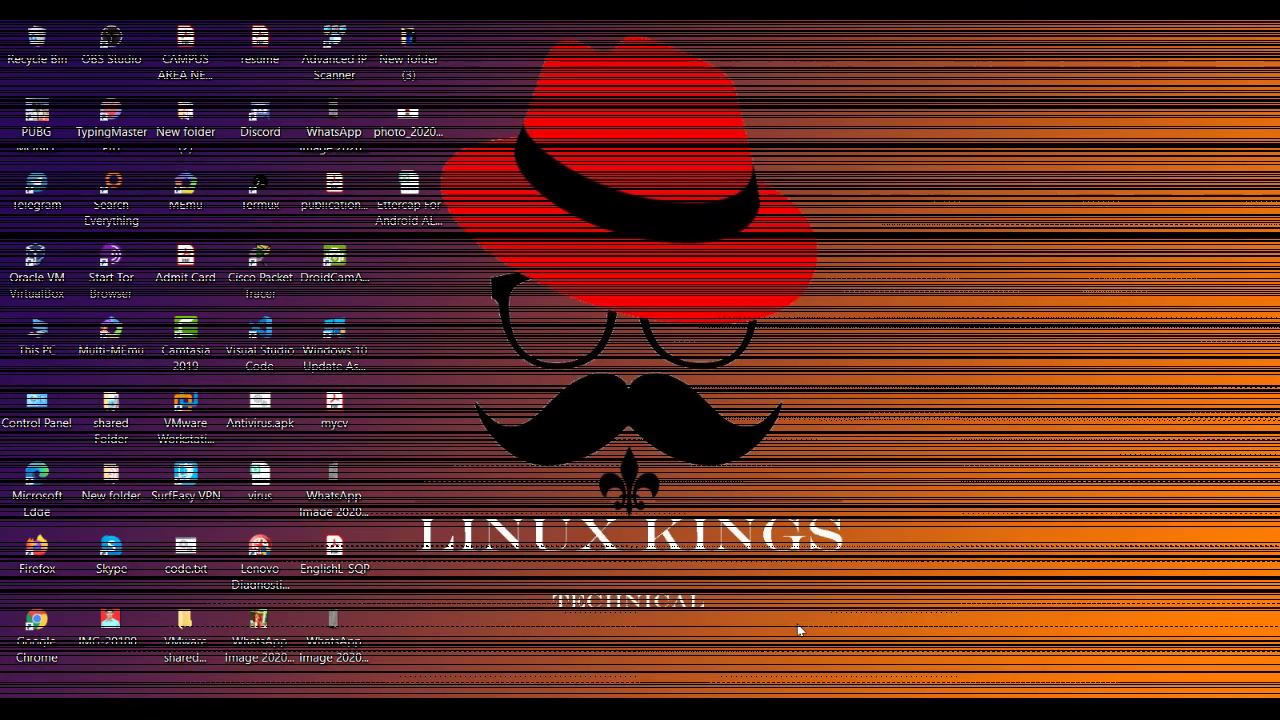 Recycle Bin
OBS Studio
CAMPUS
AREA NE...
resume
Advanced IP
Scanner
New folder
(3)
PUBG
TypingMaster
New folder
(2)
Discord
WhatsApp
Image 2020...
photo_2020...
Telegram
Search
Everything
MEmu
Termux
publication...
Ettercap For
Android AL...
Oracle VM
VirtualBox
Start Tor
Browser
Admit Card
Cisco Packet
Tracer
DroidCamA...
This PC
Multi-MEmu
Camtasia
2019
Visual Studio
Code
Windows 10
Update As...
Control Panel
shared
Folder
VMware
Workstati...
Antivirus.apk
mycv
Microsoft
Edge
New folder
SurfEasy VPN
virus
WhatsApp
Image 2020...
Firefox
Skype
code.txt
Lenovo
Diagnosti...
EnglishL_SQP
Google
Chrome
VMware
shared...
WhatsApp
Image 2020...
WhatsApp
Image 2020...
LINUX KINGS
TECHNICAL